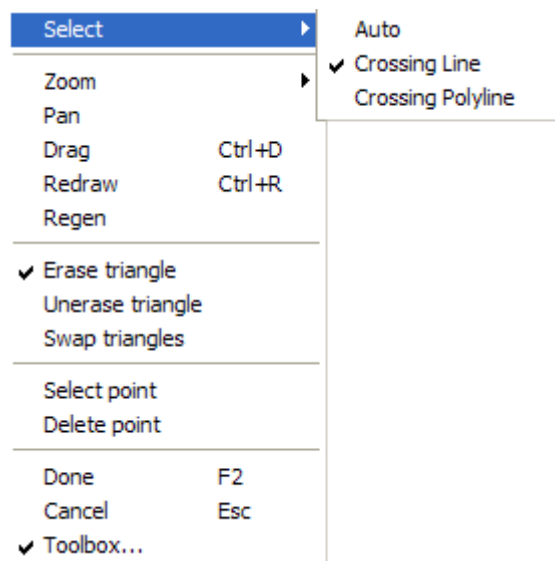 Select
Auto
Crossing Line
Crossing Polyline
Zoom
Pan
Drag Ctrl+D
Redraw Ctrl+R
Regen
Erase triangle
Unerase triangle
Swap triangles
Select point
Delete point
Done F2
Cancel Esc
Toolbox...